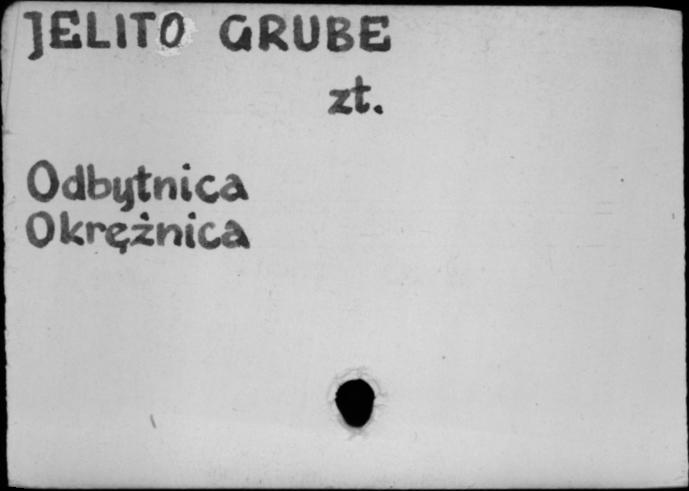 JELITO GRUBE
zt.
Odbytnica
Okrężnica